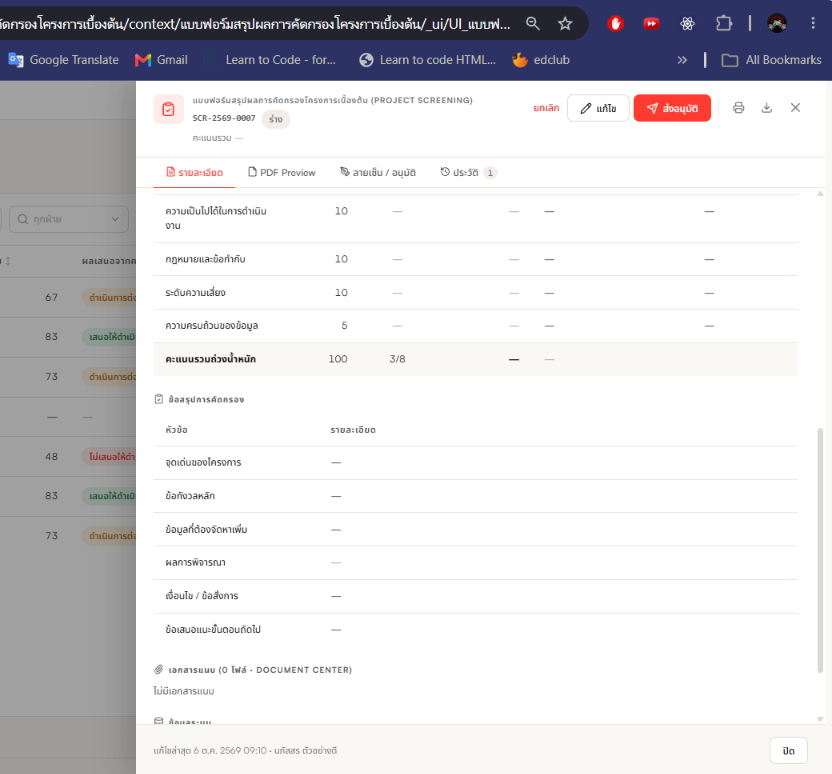 ัดกรองโครงการเบื้องต้น/context/แบบฟอร์มสรุปผลการคัดกรองโครงการเบื้องต้น/_ui/UI_แบบฟ...
Google Translate Gmail Learn to Code - for... Learn to code HTML... edclub » All Bookmarks
แบบฟอร์มสรุปผลการคัดกรองโครงการเบื้องต้น (PROJECT SCREENING)
SCR-2569-0007 ร่าง
คะแนนรวม —
ยกเลิก แก้ไข ส่งอนุมัติ
รายละเอียด PDF Preview ลายเซ็น / อนุมัติ ประวัติ 1
ทุกฝ่าย
ผลเสนอจากค
67 ดำเนินการต่อ
83 เสนอให้ดำเนิ
73 ดำเนินการต่อ
— —
48 ไม่เสนอให้ดำ
83 เสนอให้ดำเนิ
73 ดำเนินการต่อ
ความเป็นไปได้ในการดำเนิน 10 — — — —
งาน
กฎหมายและข้อกำกับ 10 — — — —
ระดับความเสี่ยง 10 — — — —
ความครบถ้วนของข้อมูล 5 — — — —
คะแนนรวมถ่วงน้ำหนัก 100 3/8 — —
ข้อสรุปการคัดกรอง
หัวข้อ รายละเอียด
จุดเด่นของโครงการ —
ข้อกังวลหลัก —
ข้อมูลที่ต้องจัดหาเพิ่ม —
ผลการพิจารณา —
เงื่อนไข / ข้อสั่งการ —
ข้อเสนอแนะขั้นตอนถัดไป —
เอกสารแนบ (0 ไฟล์ · DOCUMENT CENTER)
ไม่มีเอกสารแนบ
ข้อมูลระบบ
แก้ไขล่าสุด 6 ต.ค. 2569 09:10 · นภัสสร ตัวอย่างดี
ปิด